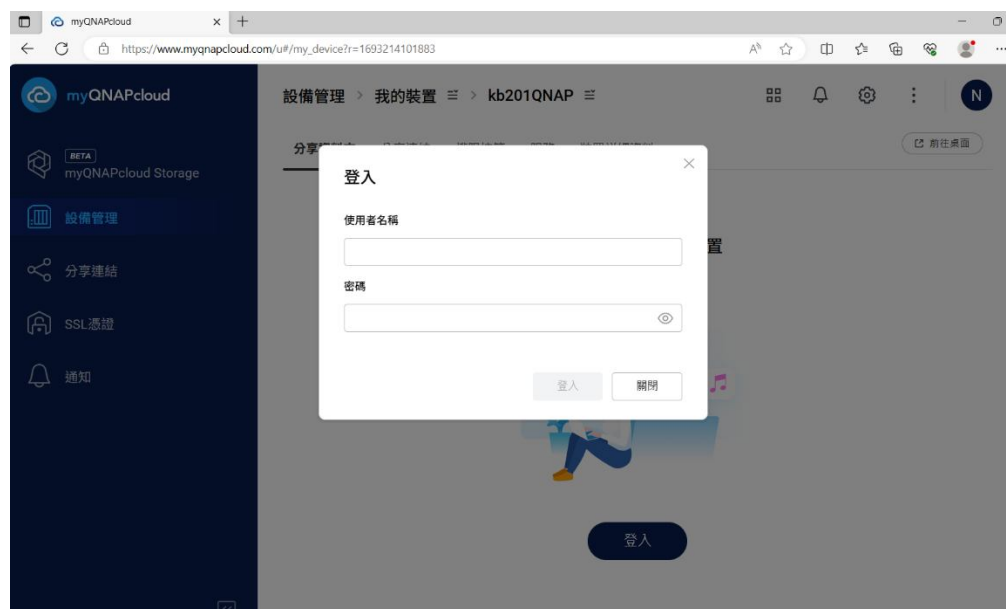 myQNAPcloud
https://www.myqnapcloud.com/u#/my_device?r=1693214101883
myQNAPcloud
設備管理 > 我的裝置 > kb201QNAP
N
BETA
myQNAPcloud Storage
設備管理
分享連結
SSL憑證
通知
分享
前往桌面
登入
使用者名稱
置
密碼
登入
關閉
登入